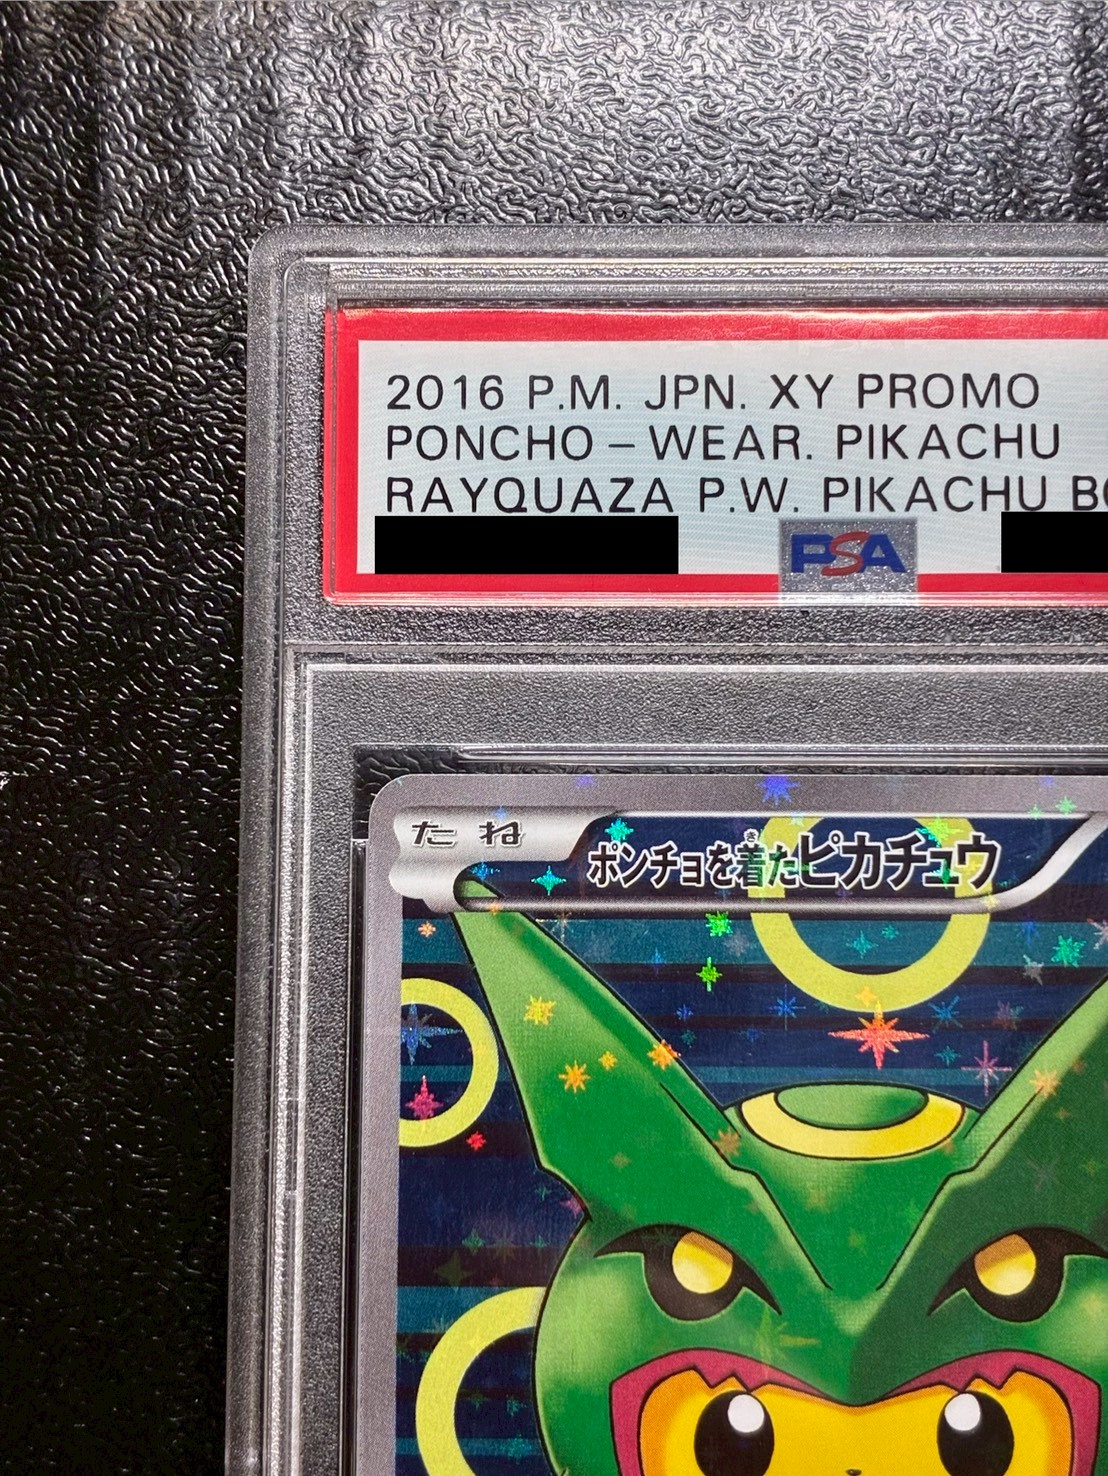 2016 P.M. JPN. XY PROMO
PONCHO-WEAR. PIKACHU
RAYQUAZA P.W. PIKACHU
PSA
たね
ポンチョを着たピカチュウ
き